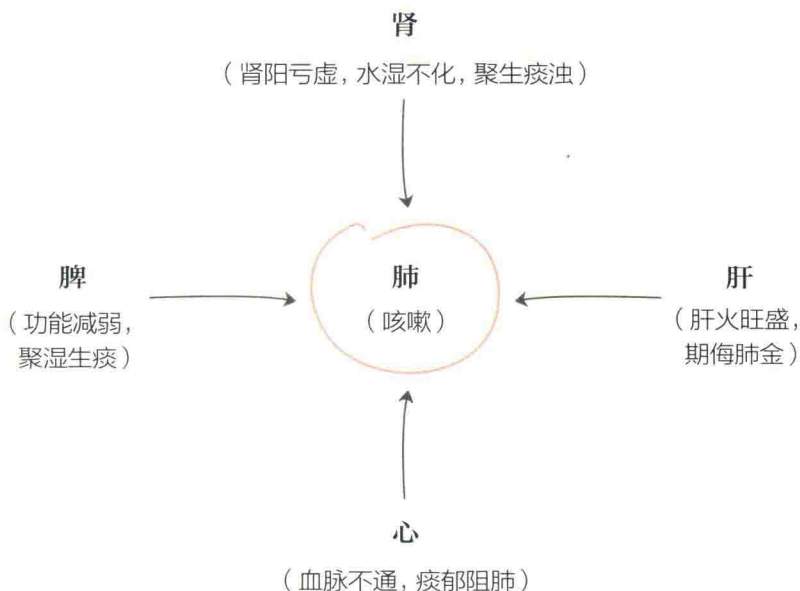 肾
（肾阳亏虚，水湿不化，聚生痰浊）
脾
（功能减弱，
聚湿生痰）
肺
（咳嗽）
肝
（肝火旺盛，
期侮肺金）
心
（血脉不通，痰郁阻肺）